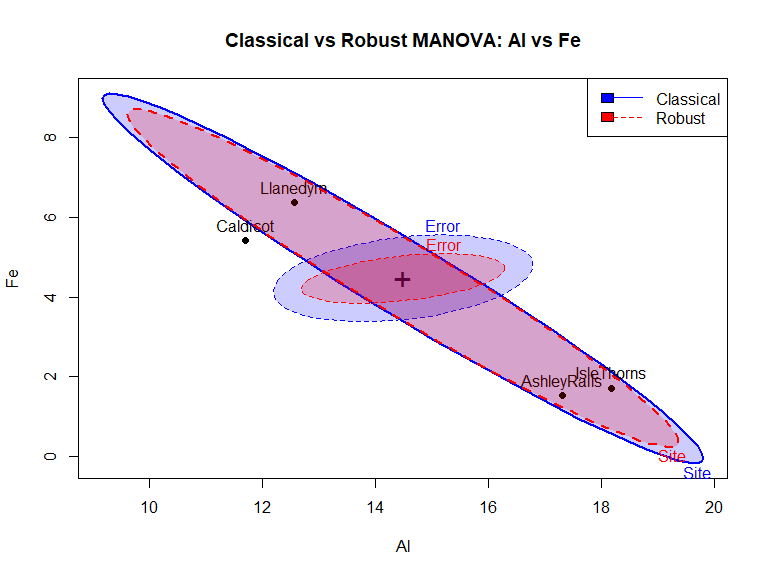 Classical vs Robust MANOVA: Al vs Fe
Classical
Robust
8
6
4
2
0
Fe
Llanedyrn
Caldicot
Error
Error
IsleThorns
AshleyRails
Site
Site
10
12
14
16
18
20
Al